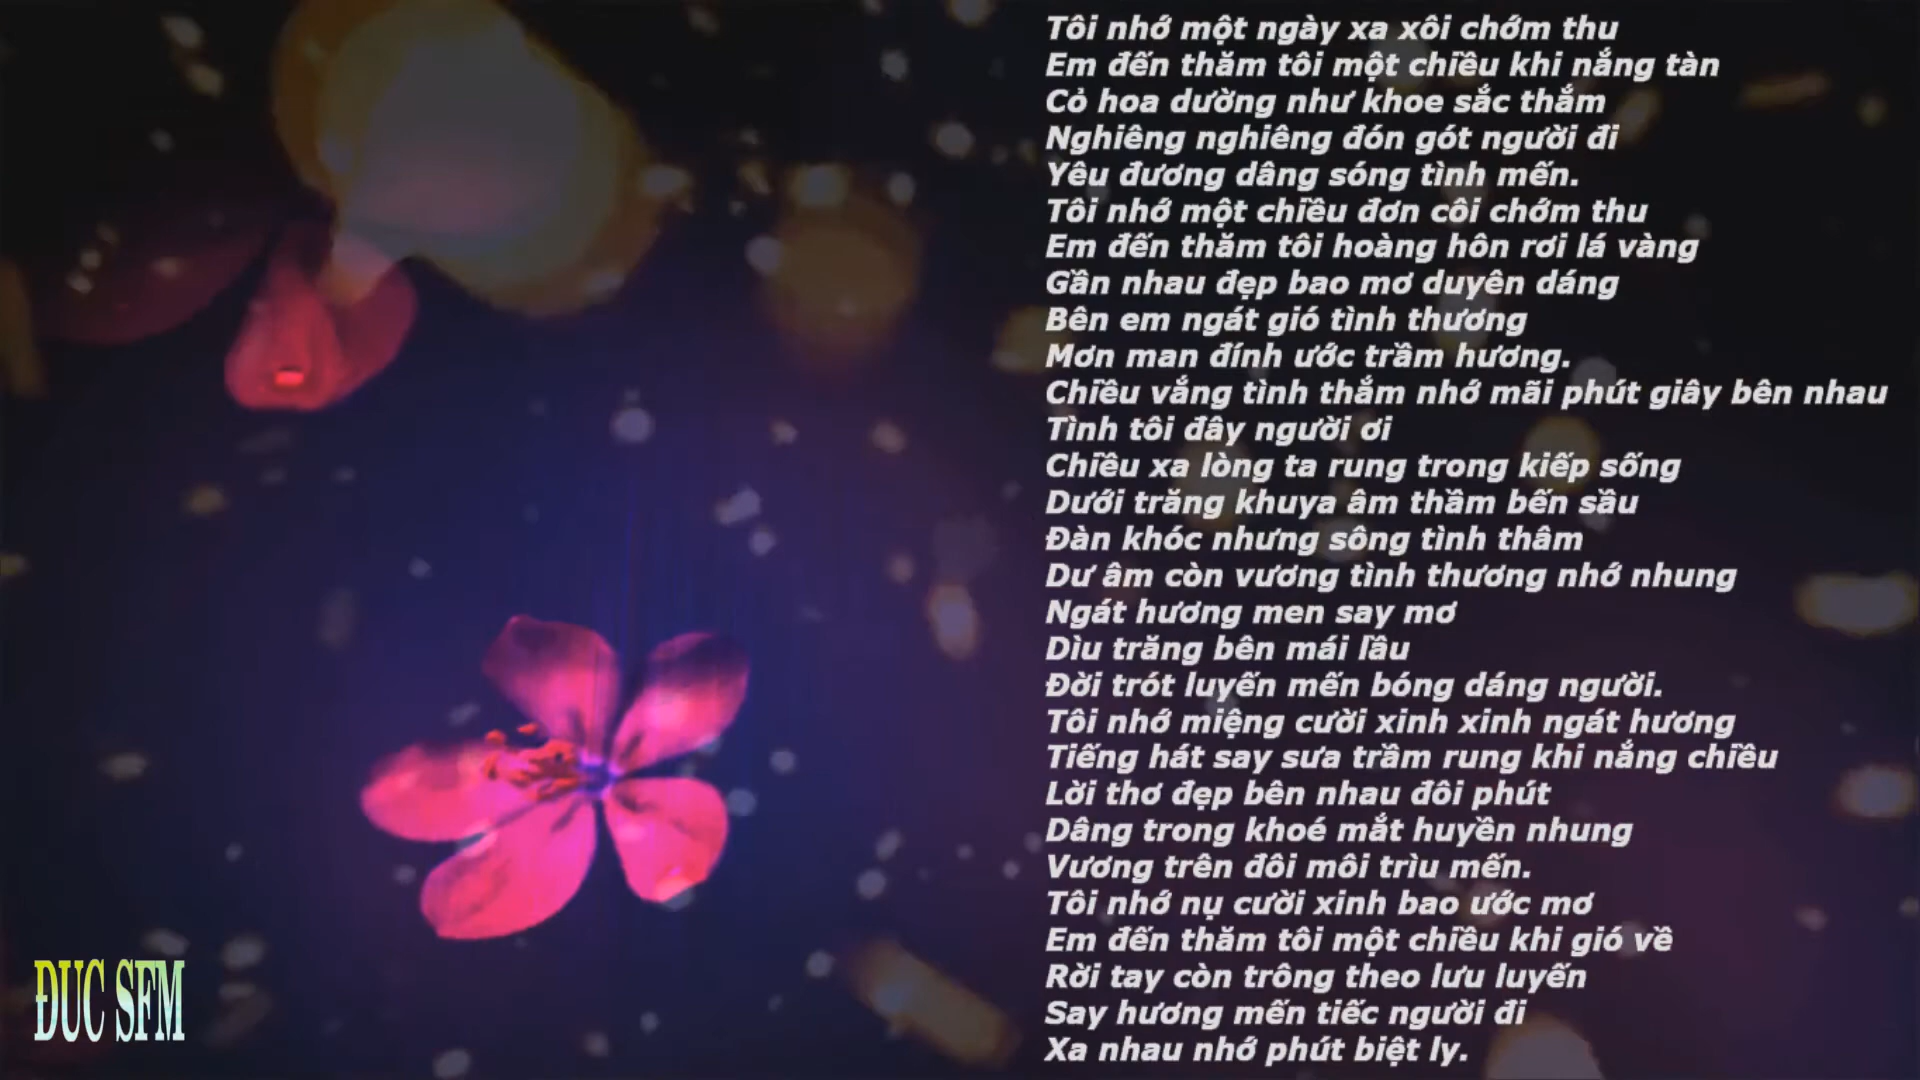 Tôi nhớ một ngày xa xôi chớm thu
Em đến thăm tôi một chiều khi nắng tàn
Cỏ hoa dường như khoe sắc thắm
Nghiêng nghiêng đón gót người đi
Yêu đương dâng sóng tình mến.
Tôi nhớ một chiều đơn côi chớm thu
Em đến thăm tôi hoàng hôn rơi lá vàng
Gần nhau đẹp bao mơ duyên dáng
Bên em ngát gió tình thương
Mơn man đính ước trầm hương.
Chiều vắng tình thắm nhớ mãi phút giây bên nhau
Tình tôi đây người ơi
Chiều xa lòng ta rung trong kiếp sống
Dưới trăng khuya âm thầm bến sầu
Đàn khóc nhưng sông tình thâm
Dư âm còn vương tình thương nhớ nhung
Ngát hương men say mơ
Dìu trăng bên mái lầu
Đời trót luyến mến bóng dáng người.
Tôi nhớ miệng cười xinh xinh ngát hương
Tiếng hát say sưa trầm rung khi nắng chiều
Lời thơ đẹp bên nhau đôi phút
Dâng trong khoé mắt huyền nhung
Vương trên đôi môi trìu mến.
Tôi nhớ nụ cười xinh bao ước mơ
Em đến thăm tôi một chiều khi gió về
Rời tay còn trông theo lưu luyến
Say hương mến tiếc người đi
Xa nhau nhớ phút biệt ly.
ĐUC SFM